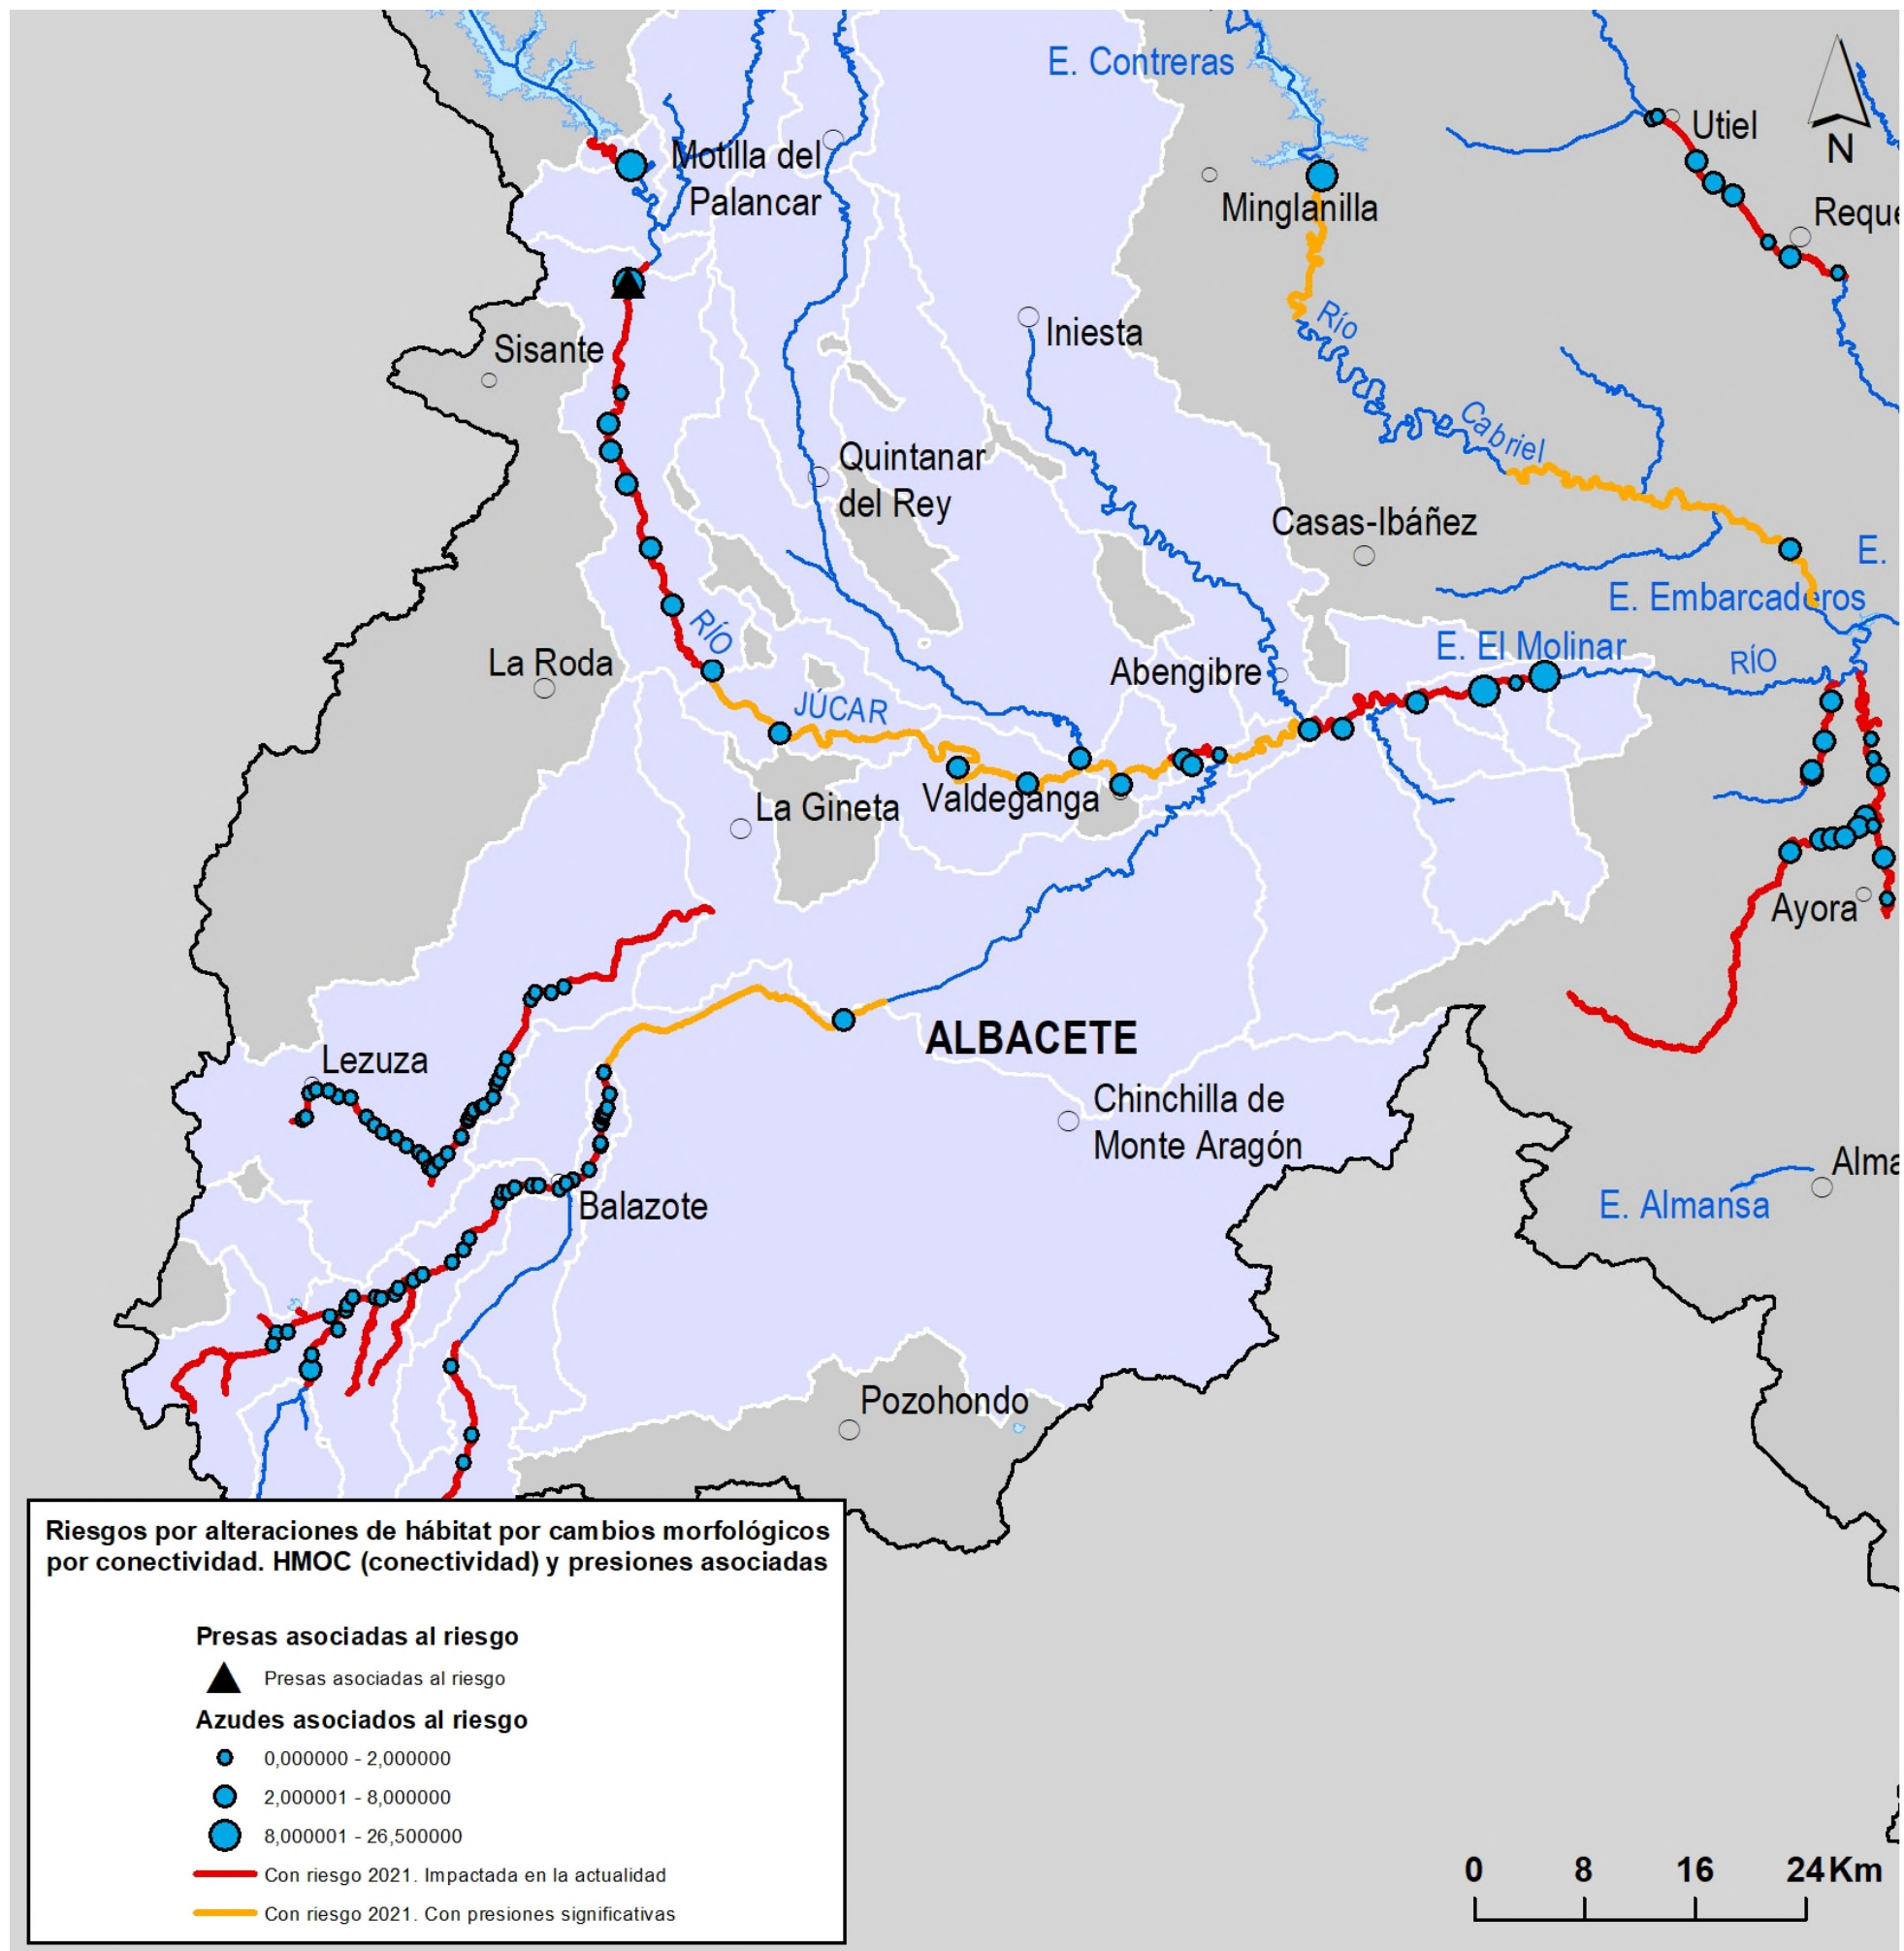 E. Contreras
Utiel
N
Motilla del
Palancar
Minglanilla
Reque
Río
Iniesta
Sisante
Cabriel
Quintanar
del Rey
Casas-Ibáñez
E.
E. Embarcaderos
RÍO
E. El Molinar
La Roda
Abengibre
RÍO
JÚCAR
La Gineta
Valdeganga
Ayora
ALBACETE
Lezuza
Chinchilla de
Monte Aragón
Alma
E. Almansa
Balazote
Pozohondo
Riesgos por alteraciones de hábitat por cambios morfológicos
por conectividad. HMOC (conectividad) y presiones asociadas
Presas asociadas al riesgo
Presas asociadas al riesgo
Azudes asociados al riesgo
0,000000 - 2,000000
2,000001 - 8,000000
8,000001 - 26,500000
Con riesgo 2021. Impactada en la actualidad
Con riesgo 2021. Con presiones significativas
0 8 16 24 Km